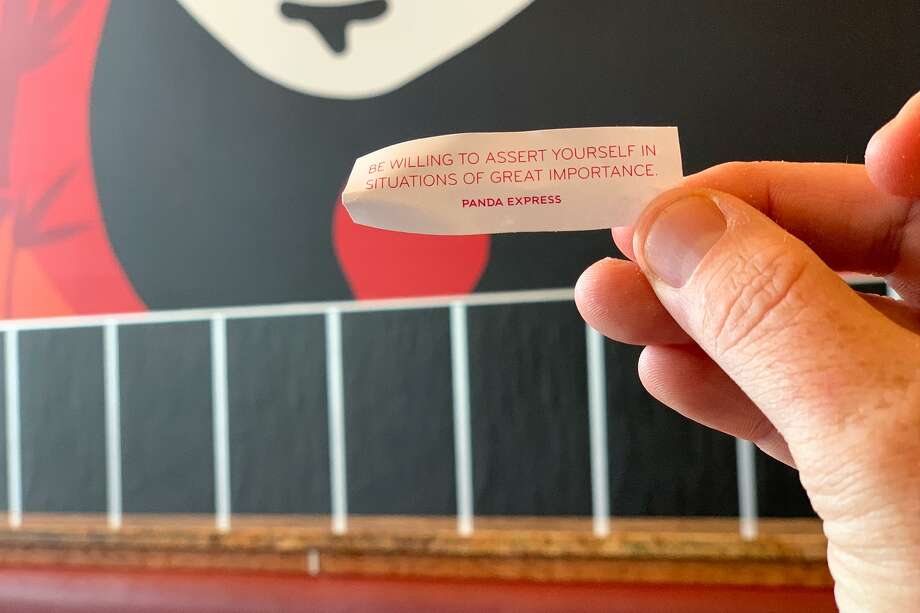 BE WILLING TO ASSERT YOURSELF IN
SITUATIONS OF GREAT IMPORTANCE.
PANDA EXPRESS